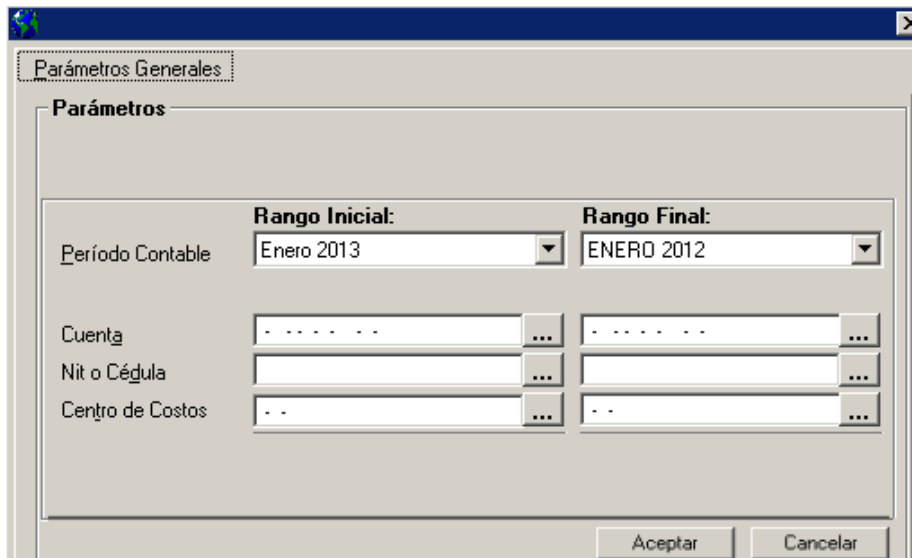 Parámetros Generales
Parámetros
Rango Inicial: Rango Final:
Período Contable Enero 2013 ENERO 2012
Cuenta - -- - - - - ... - -- - - - - ...
Nit o Cédula ... ...
Centro de Costos - - ... - - ...
Aceptar Cancelar